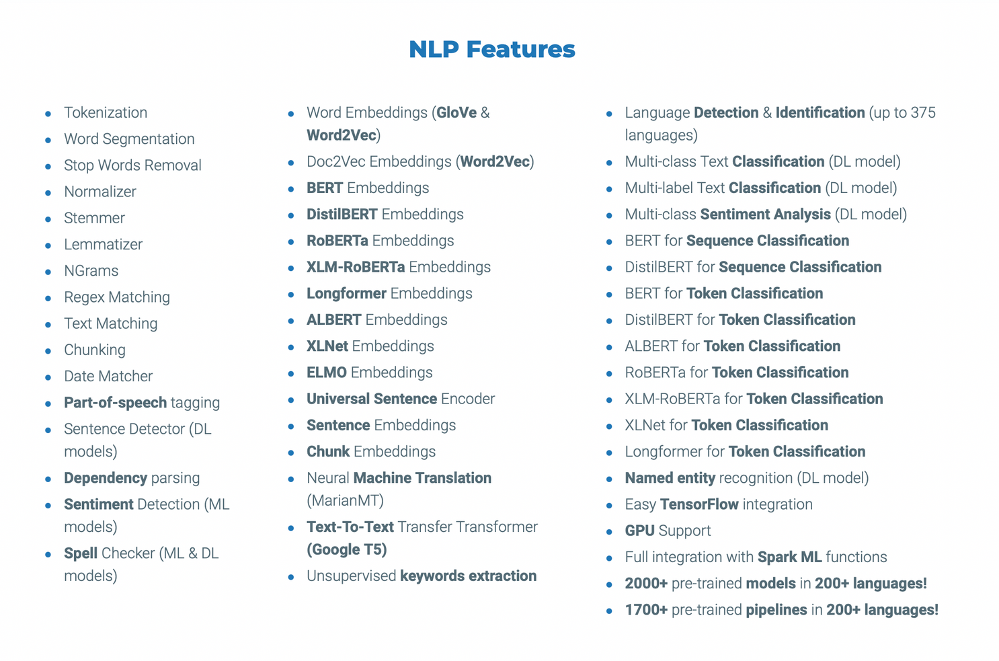 NLP Features
Tokenization
Word Segmentation
Stop Words Removal
Normalizer
Stemmer
Lemmatizer
NGrams
Regex Matching
Text Matching
Chunking
Date Matcher
Part-of-speech tagging
Sentence Detector (DL
models)
Dependency parsing
Sentiment Detection (ML
models)
Spell Checker (ML & DL
models)
Word Embeddings (GloVe &
Word2Vec)
Doc2Vec Embeddings (Word2Vec)
BERT Embeddings
DistilBERT Embeddings
RoBERTa Embeddings
XLM-RoBERTa Embeddings
Longformer Embeddings
ALBERT Embeddings
XLNet Embeddings
ELMO Embeddings
Universal Sentence Encoder
Sentence Embeddings
Chunk Embeddings
Neural Machine Translation
(MarianMT)
Text-To-Text Transfer Transformer
(Google T5)
Unsupervised keywords extraction
Language Detection & Identification (up to 375
languages)
Multi-class Text Classification (DL model)
Multi-label Text Classification (DL model)
Multi-class Sentiment Analysis (DL model)
BERT for Sequence Classification
DistilBERT for Sequence Classification
BERT for Token Classification
DistilBERT for Token Classification
ALBERT for Token Classification
RoBERTa for Token Classification
XLM-RoBERTa for Token Classification
XLNet for Token Classification
Longformer for Token Classification
Named entity recognition (DL model)
Easy TensorFlow integration
GPU Support
Full integration with Spark ML functions
2000+ pre-trained models in 200+ languages!
1700+ pre-trained pipelines in 200+ languages!